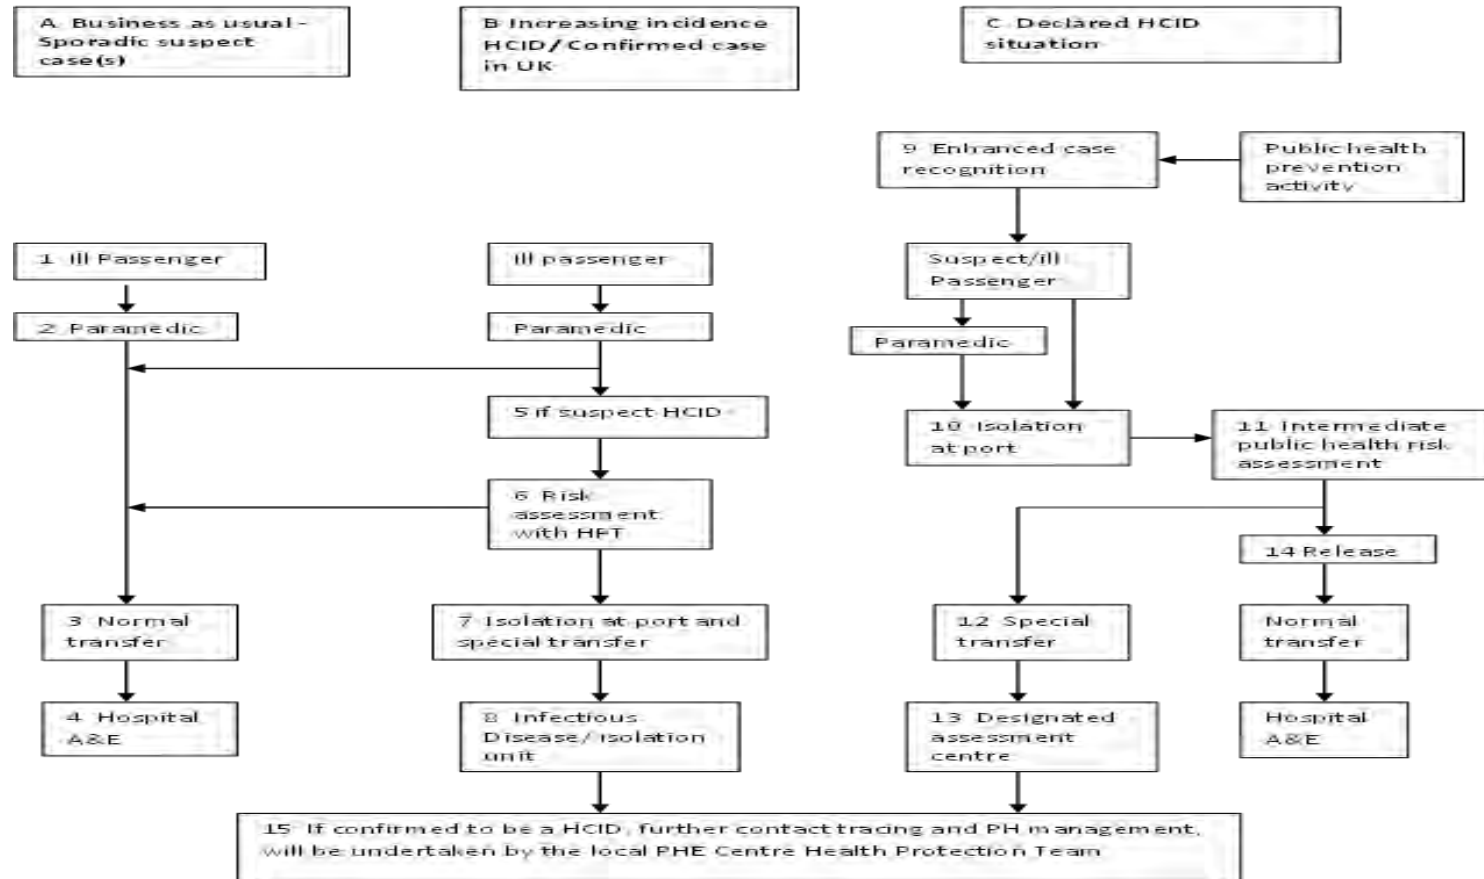 A Business as usual -
Sporadic suspect
case(s)
B Increasing incidence
HCID/Confirmed case
in UK
C Declared HCID
situation
9 Enhanced case
recognition
Public health
prevention
activity
1 Ill Passenger
Ill passenger
Suspect/ill
Passenger
2 Paramedic
Paramedic
Paramedic
5 if suspect HCID
10 Isolation
at port
11 Intermediate
public health risk
assessment
6 Risk
assessment
with HPT
14 Release
3 Normal
transfer
7 Isolation at port and
special transfer
12 Special
transfer
Normal
transfer
4 Hospital
A&E
8 Infectious
Disease/isolation
unit
13 Designated
assessment
centre
Hospital
A&E
15 If confirmed to be a HCID, further contact tracing and PH management,
will be undertaken by the local PHE Centre Health Protection Team